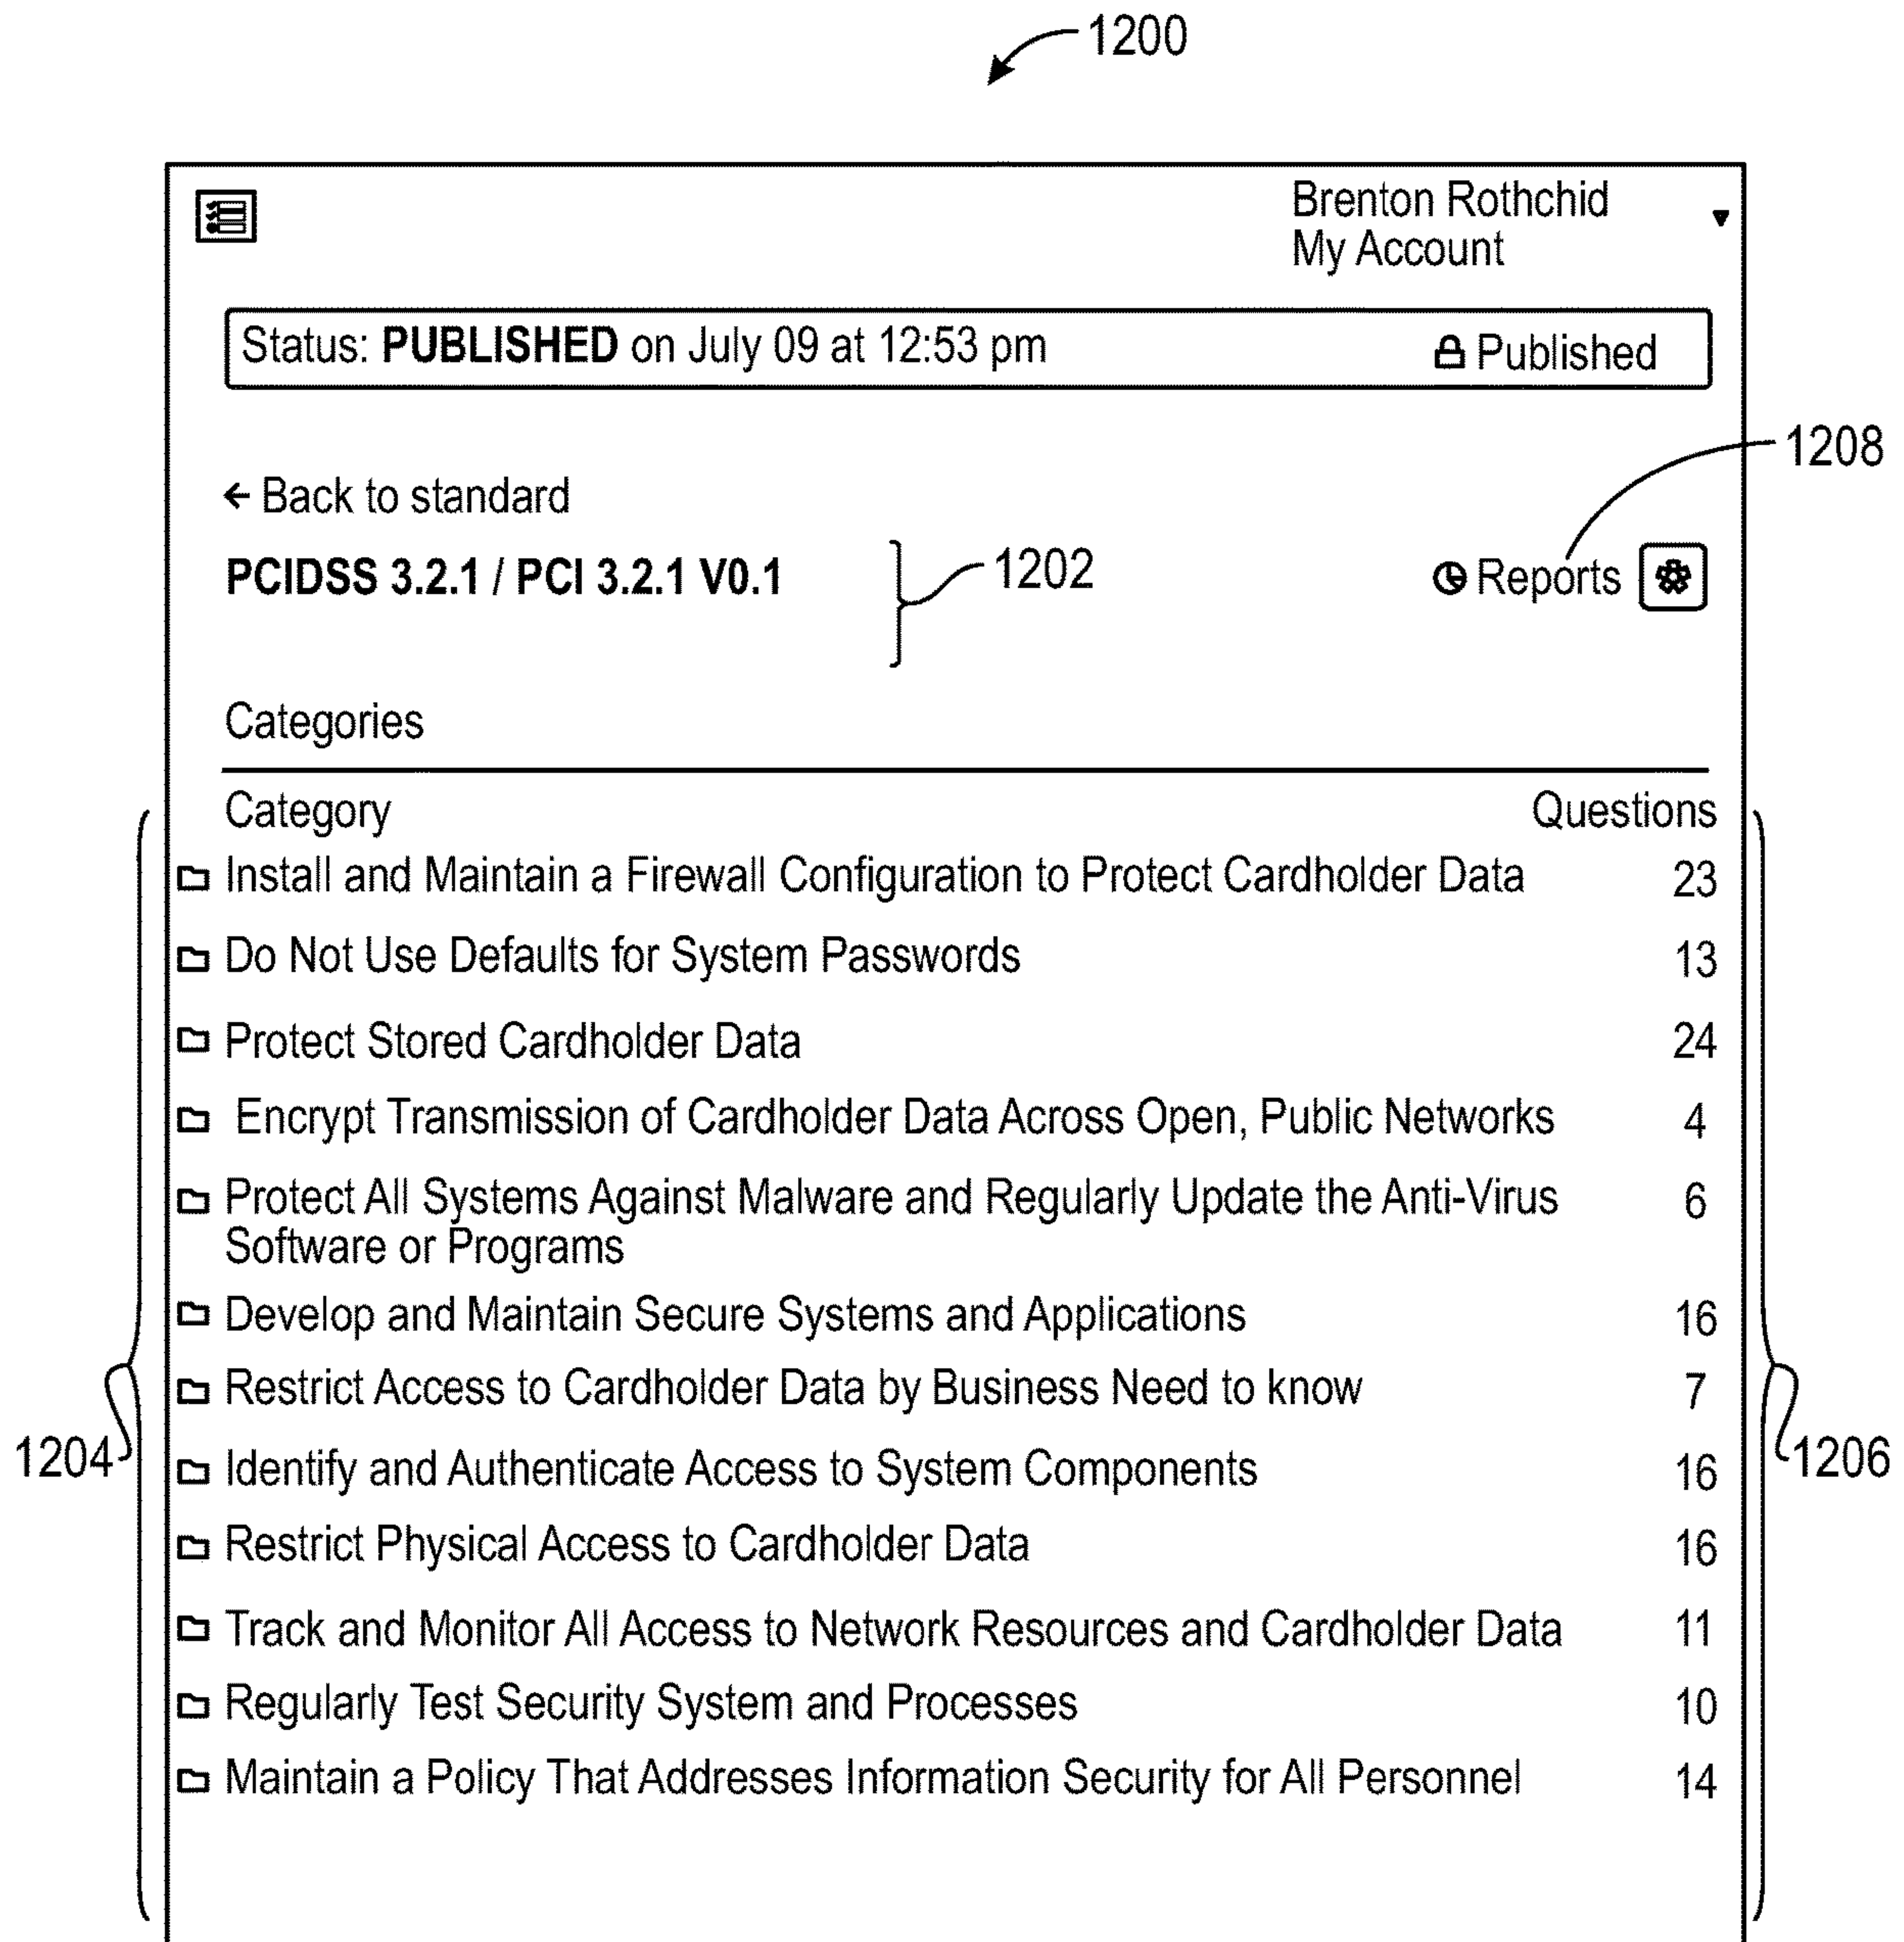 1200
Brenton Rothchid
My Account
Status: PUBLISHED on July 09 at 12:53 pm Published
1208
← Back to standard
PCIDSS 3.2.1 / PCI 3.2.1 V0.1 1202 Reports
Categories
Category Questions
Install and Maintain a Firewall Configuration to Protect Cardholder Data 23
Do Not Use Defaults for System Passwords 13
Protect Stored Cardholder Data 24
Encrypt Transmission of Cardholder Data Across Open, Public Networks 4
Protect All Systems Against Malware and Regularly Update the Anti-Virus 6
Software or Programs
Develop and Maintain Secure Systems and Applications 16
Restrict Access to Cardholder Data by Business Need to know 7
1204 Identify and Authenticate Access to System Components 16 1206
Restrict Physical Access to Cardholder Data 16
Track and Monitor All Access to Network Resources and Cardholder Data 11
Regularly Test Security System and Processes 10
Maintain a Policy That Addresses Information Security for All Personnel 14